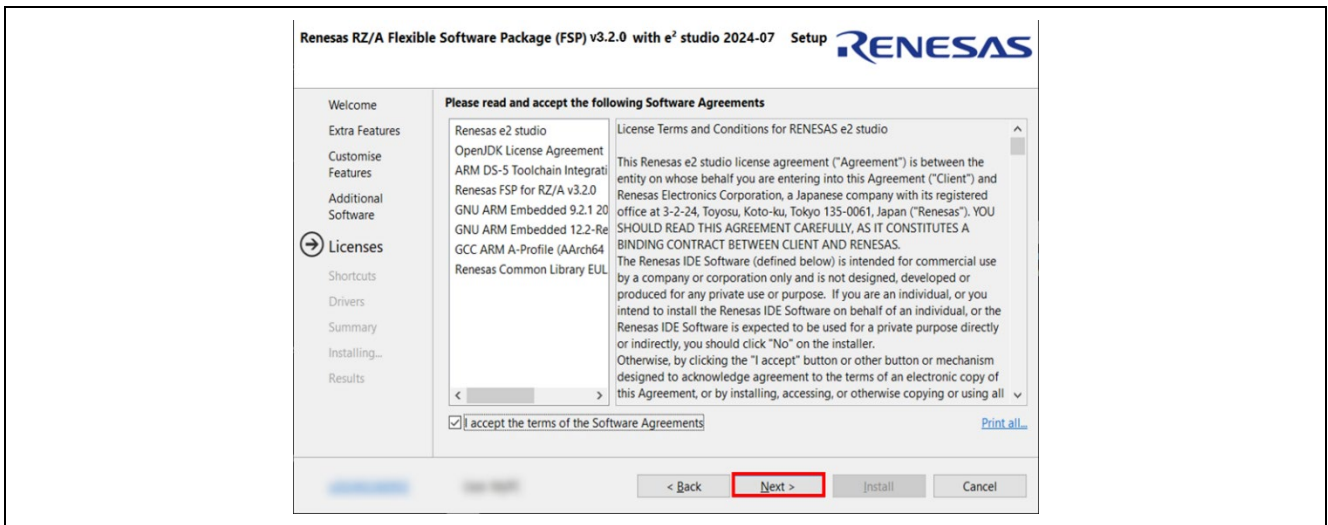 Renesas RZ/A Flexible Software Package (FSP) v3.2.0 with e² studio 2024-07 Setup
RENESAS
Welcome
Extra Features
Customise
Features
Additional
Software
Licenses
Shortcuts
Drivers
Summary
Installing...
Results
Please read and accept the following Software Agreements
Renesas e2 studio
OpenJDK License Agreement
ARM DS-5 Toolchain Integrati
Renesas FSP for RZ/A v3.2.0
GNU ARM Embedded 9.2.1 20
GNU ARM Embedded 12.2-Re
GCC ARM A-Profile (AArch64
Renesas Common Library EUL
License Terms and Conditions for RENESAS e2 studio
This Renesas e2 studio license agreement ("Agreement") is between the
entity on whose behalf you are entering into this Agreement ("Client") and
Renesas Electronics Corporation, a Japanese company with its registered
office at 3-2-24, Toyosu, Koto-ku, Tokyo 135-0061, Japan ("Renesas"). YOU
SHOULD READ THIS AGREEMENT CAREFULLY, AS IT CONSTITUTES A
BINDING CONTRACT BETWEEN CLIENT AND RENESAS.
The Renesas IDE Software (defined below) is intended for commercial use
by a company or corporation only and is not designed, developed or
produced for any private use or purpose. If you are an individual, or you
intend to install the Renesas IDE Software on behalf of an individual, or the
Renesas IDE Software is expected to be used for a private purpose directly
or indirectly, you should click "No" on the installer.
Otherwise, by clicking the "I accept" button or other button or mechanism
designed to acknowledge agreement to the terms of an electronic copy of
this Agreement, or by installing, accessing, or otherwise copying or using all
I accept the terms of the Software Agreements
Print all...
< Back
Next >
Install
Cancel